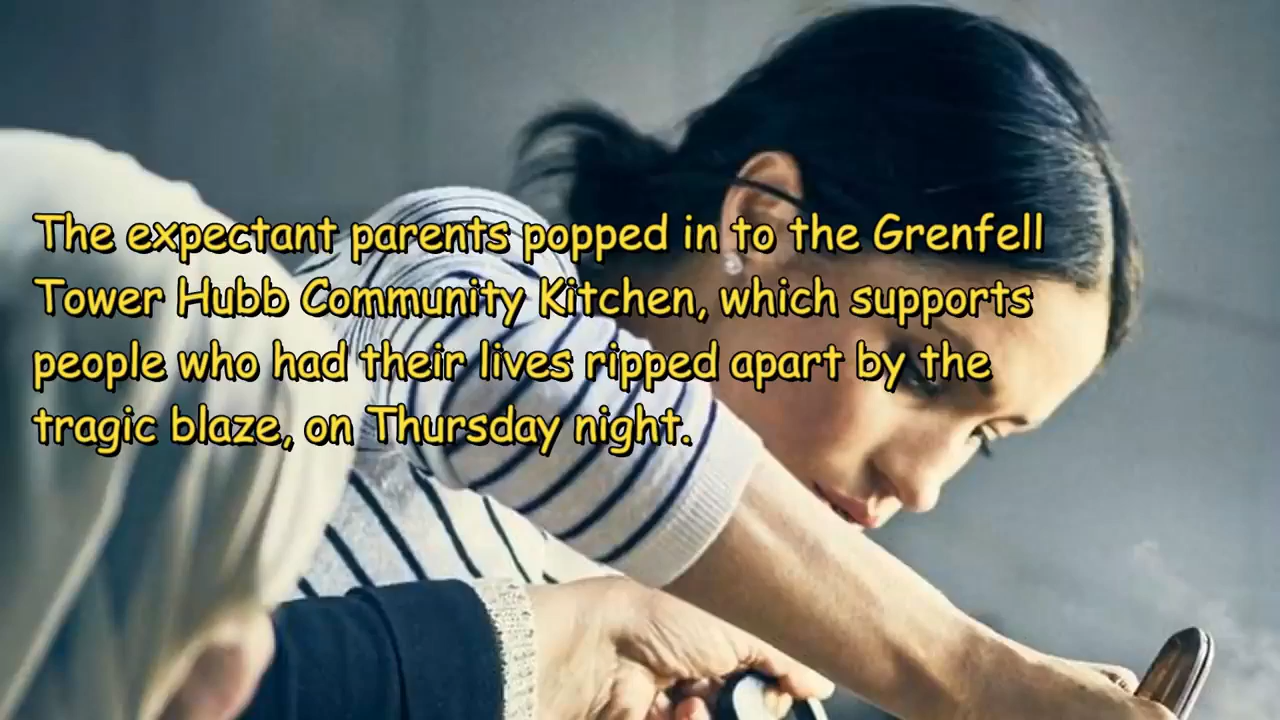 The expectant parents popped in to the Grenfell
Tower Hubb Community Kitchen, which supports
people who had their lives ripped apart by the
tragic blaze, on Thursday night.